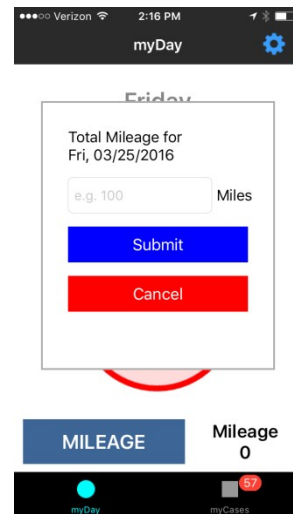 Verizon 2:16 PM
myDay
Friday
Total Mileage for
Fri, 03/25/2016
e.g. 100 Miles
Submit
Cancel
MILEAGE
Mileage
0
57
myDay myCases